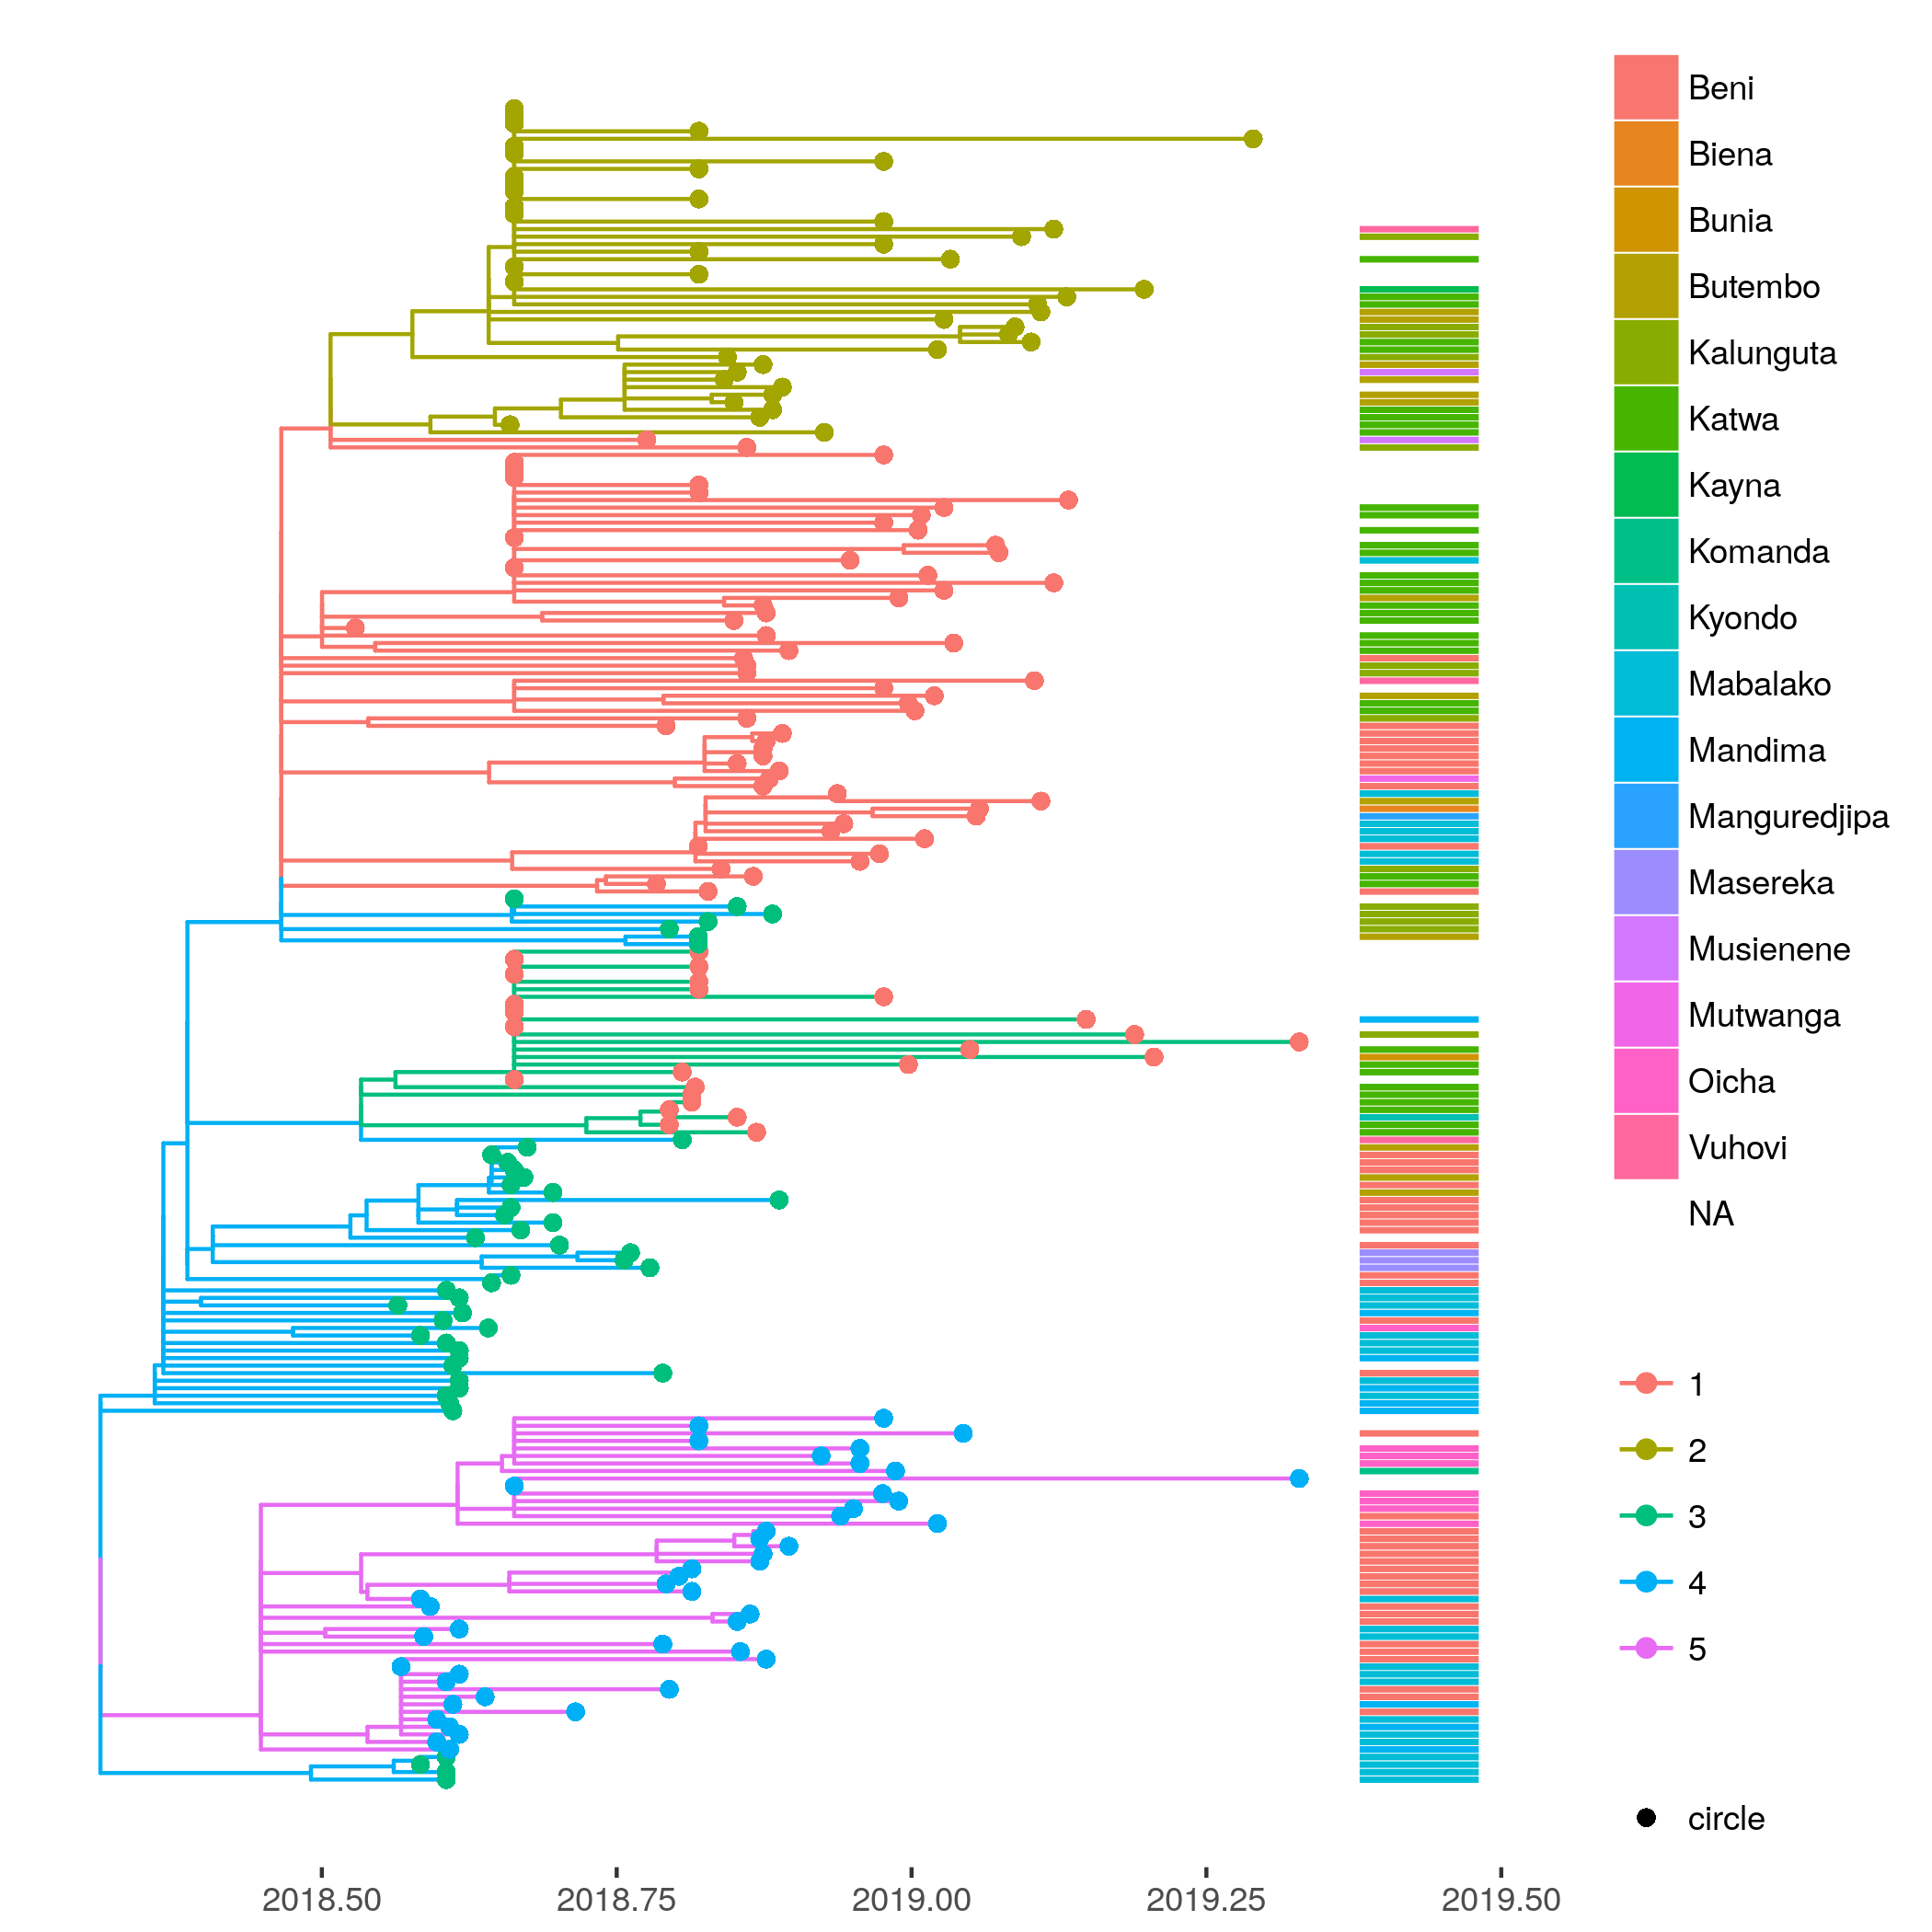 Beni
Biena
Bunia
Butembo
Kalunguta
Katwa
Kayna
Komanda
Kyondo
Mabalako
Mandima
Manguredjipa
Masereka
Musienene
Mutwanga
Oicha
Vuhovi
NA
1
2
3
4
5
circle
2018.50 2018.75 2019.00 2019.25 2019.50